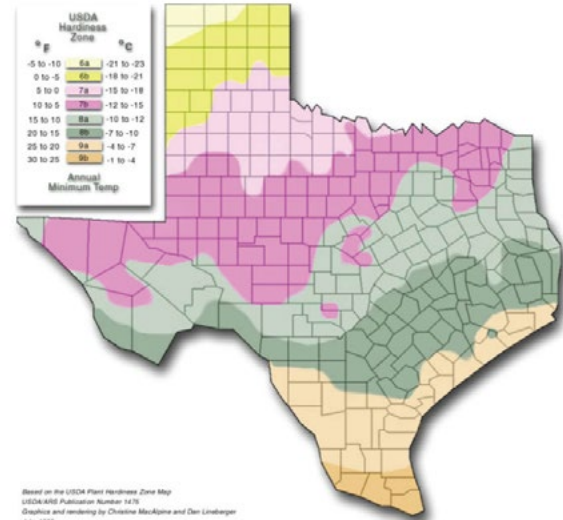 USDA
Hardiness
Zone
°F °C
-5 to -10 6a -21 to -23
0 to -5 6b -18 to -21
5 to 0 7a -15 to -18
10 to 5 7b -12 to -15
15 to 10 8a -10 to -12
20 to 15 8b -7 to -10
25 to 20 9a -4 to -7
30 to 25 9b -1 to -4
Annual
Minimum Temp
Based on the USDA Plant Hardiness Zone Map
USDA/ARS Publication Number 1475
Graphics and rendering by Christine MacAlpine and Dan Lineberger